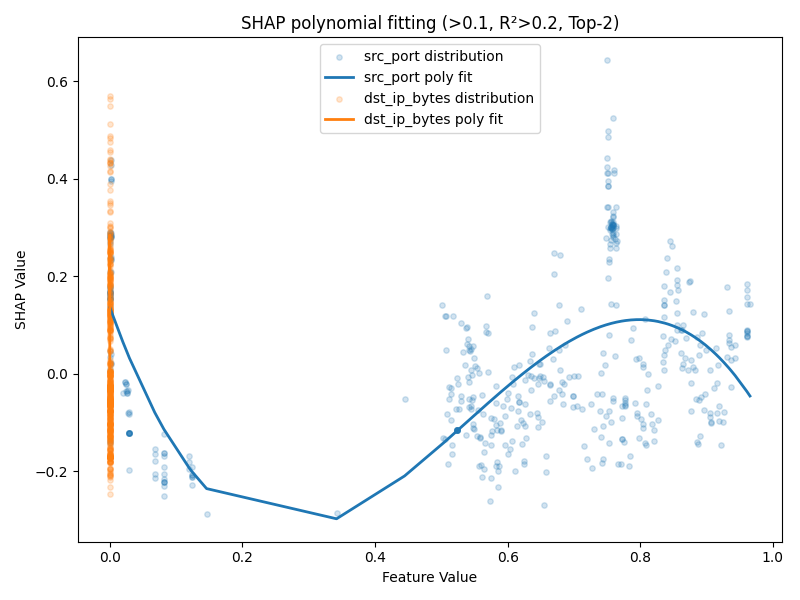 SHAP polynomial fitting (>0.1, R²>0.2, Top-2)
src_port distribution
src_port poly fit
dst_ip_bytes distribution
dst_ip_bytes poly fit
SHAP Value
0.6
0.4
0.2
0.0
−0.2
0.0 0.2 0.4 0.6 0.8 1.0
Feature Value